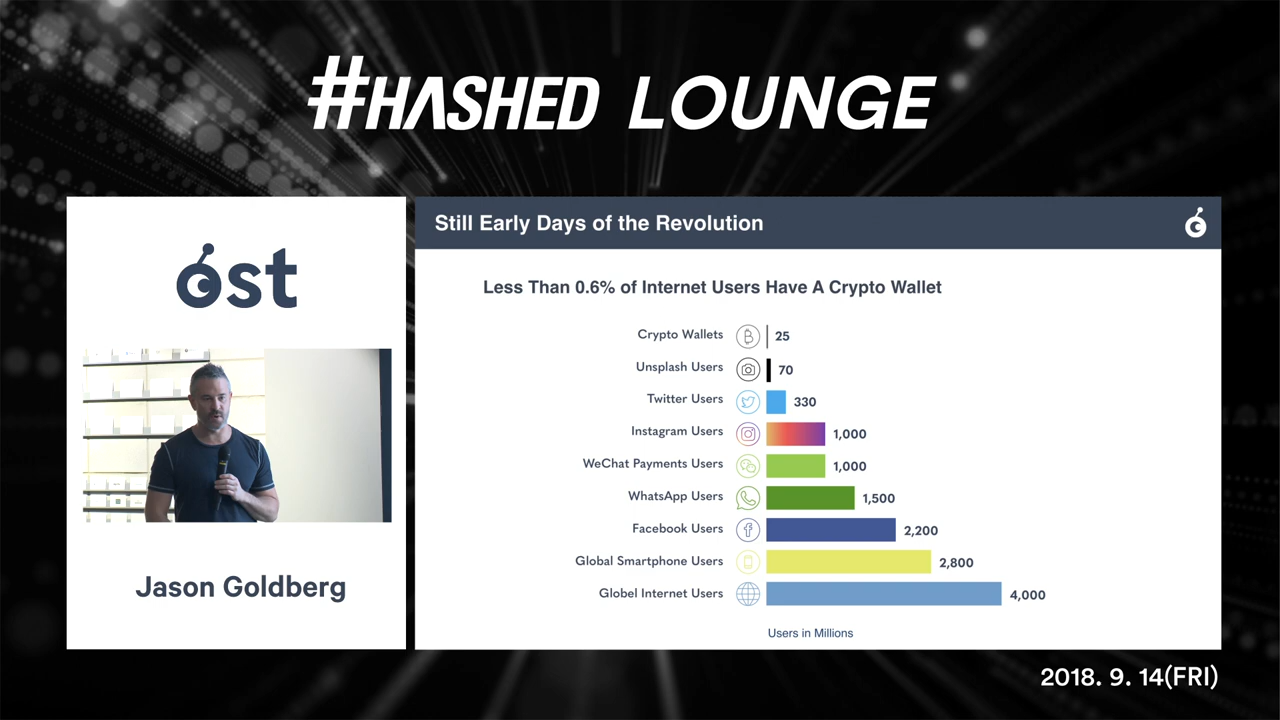 #HASHED LOUNGE
ost
Jason Goldberg
Still Early Days of the Revolution
Less Than 0.6% of Internet Users Have A Crypto Wallet
Crypto Wallets 25
Unsplash Users 70
Twitter Users 330
Instagram Users 1,000
WeChat Payments Users 1,000
WhatsApp Users 1,500
Facebook Users 2,200
Global Smartphone Users 2,800
Globel Internet Users 4,000
Users in Millions
2018. 9. 14(FRI)